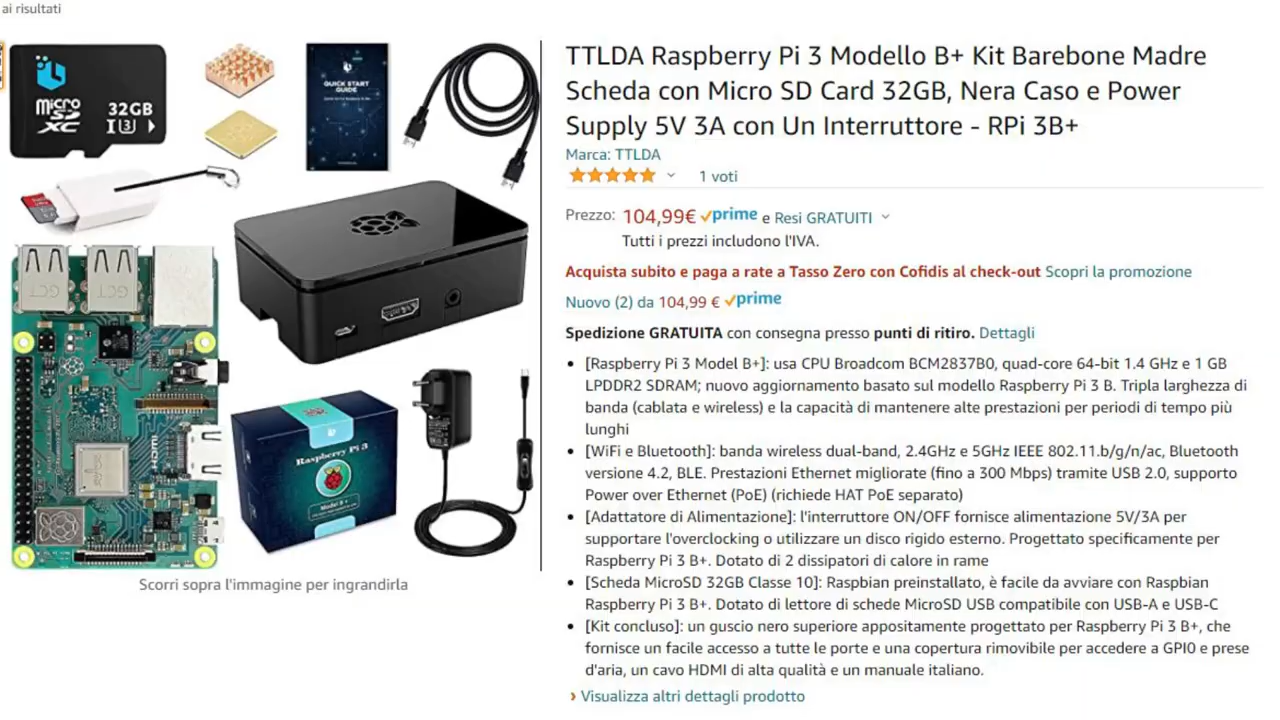 ai risultati
micro
SD
XC
32GB
I 3
QUICK START
GUIDE
TTLDA Raspberry Pi 3 Modello B+ Kit Barebone Madre
Scheda con Micro SD Card 32GB, Nera Caso e Power
Supply 5V 3A con Un Interruttore - RPi 3B+
Marca: TTLDA
1 voti
GCT
GCT
HDMI
Raspberry Pi 3
Model B+
Prezzo: 104,99€ prime e Resi GRATUITI
Tutti i prezzi includono l'IVA.
Acquista subito e paga a rate a Tasso Zero con Cofidis al check-out Scopri la promozione
Nuovo (2) da 104,99 € prime
Spedizione GRATUITA con consegna presso punti di ritiro. Dettagli
• [Raspberry Pi 3 Model B+]: usa CPU Broadcom BCM2837B0, quad-core 64-bit 1.4 GHz e 1 GB
LPDDR2 SDRAM; nuovo aggiornamento basato sul modello Raspberry Pi 3 B. Tripla larghezza di
banda (cablata e wireless) e la capacità di mantenere alte prestazioni per periodi di tempo più
lunghi
• [WiFi e Bluetooth]: banda wireless dual-band, 2.4GHz e 5GHz IEEE 802.11.b/g/n/ac, Bluetooth
versione 4.2, BLE. Prestazioni Ethernet migliorate (fino a 300 Mbps) tramite USB 2.0, supporto
Power over Ethernet (PoE) (richiede HAT PoE separato)
• [Adattatore di Alimentazione]: l'interruttore ON/OFF fornisce alimentazione 5V/3A per
supportare l'overclocking o utilizzare un disco rigido esterno. Progettato specificamente per
Raspberry Pi 3 B+. Dotato di 2 dissipatori di calore in rame
• [Scheda MicroSD 32GB Classe 10]: Raspbian preinstallato, è facile da avviare con Raspbian
Raspberry Pi 3 B+. Dotato di lettore di schede MicroSD USB compatibile con USB-A e USB-C
• [Kit concluso]: un guscio nero superiore appositamente progettato per Raspberry Pi 3 B+, che
fornisce un facile accesso a tutte le porte e una copertura rimovibile per accedere a GPI0 e prese
d'aria, un cavo HDMI di alta qualità e un manuale italiano.
› Visualizza altri dettagli prodotto
Scorri sopra l'immagine per ingrandirla